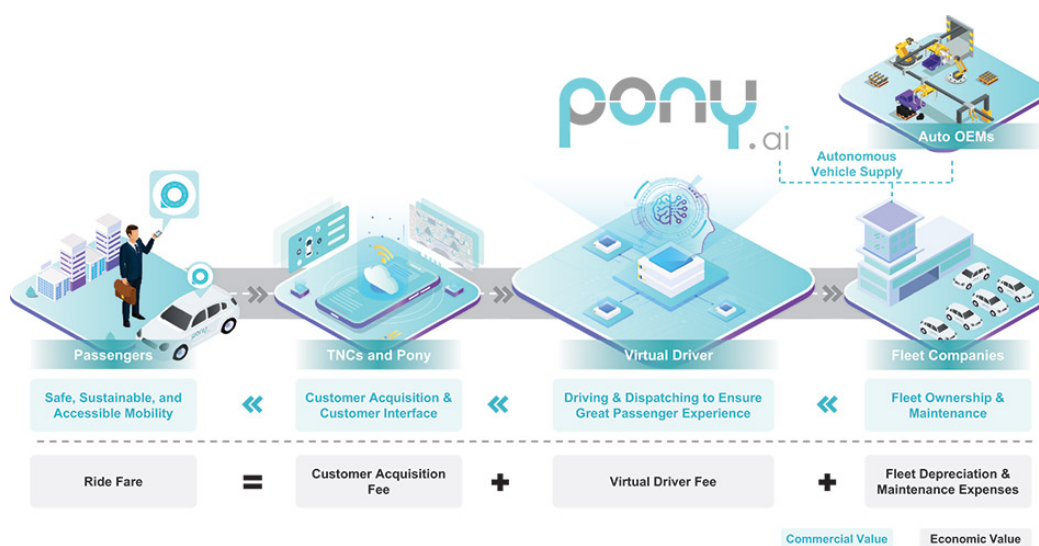 pony.ai
Auto OEMs
Autonomous
Vehicle Supply
pony
Passengers
TNCs and Pony
Virtual Driver
Fleet Companies
Safe, Sustainable, and
Accessible Mobility
Customer Acquisition &
Customer Interface
Driving & Dispatching to Ensure
Great Passenger Experience
Fleet Ownership &
Maintenance
Ride Fare
=
Customer Acquisition
Fee
+
Virtual Driver Fee
+
Fleet Depreciation &
Maintenance Expenses
Commercial Value
Economic Value